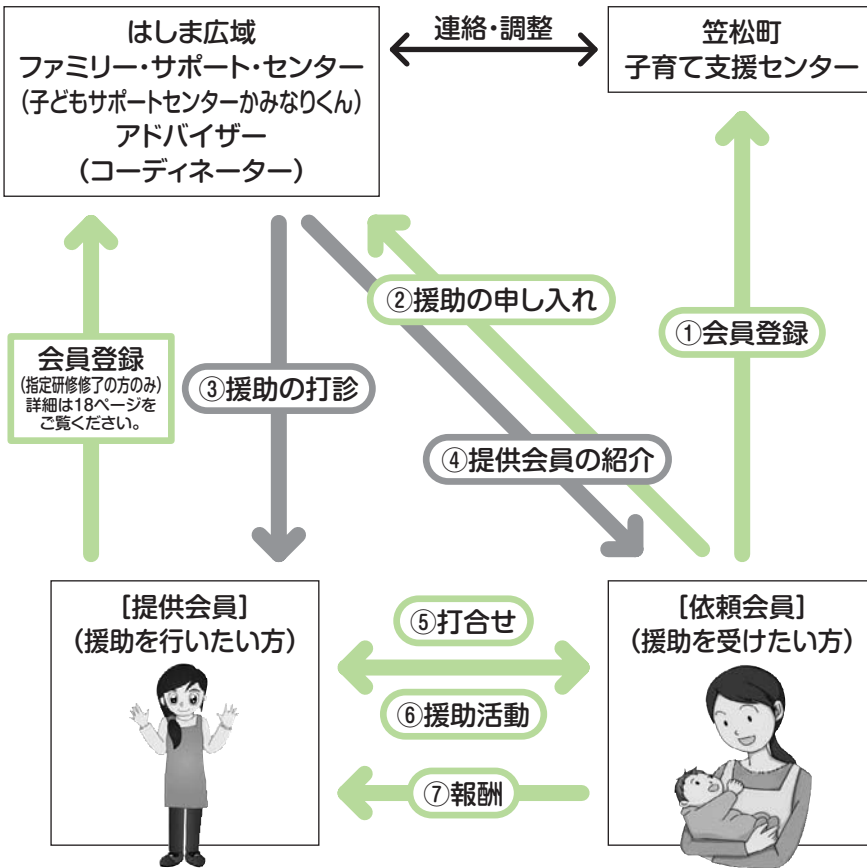 はしま広域
ファミリー・サポート・センター
(子どもサポートセンターかみなりくん)
アドバイザー
(コーディネーター)
連絡・調整
笠松町
子育て支援センター
②援助の申し入れ
①会員登録
会員登録
(指定研修修了の方のみ)
詳細は18ページを
ご覧ください。
③援助の打診
④提供会員の紹介
[提供会員]
(援助を行いたい方)
⑤打合せ
⑥援助活動
⑦報酬
[依頼会員]
(援助を受けたい方)